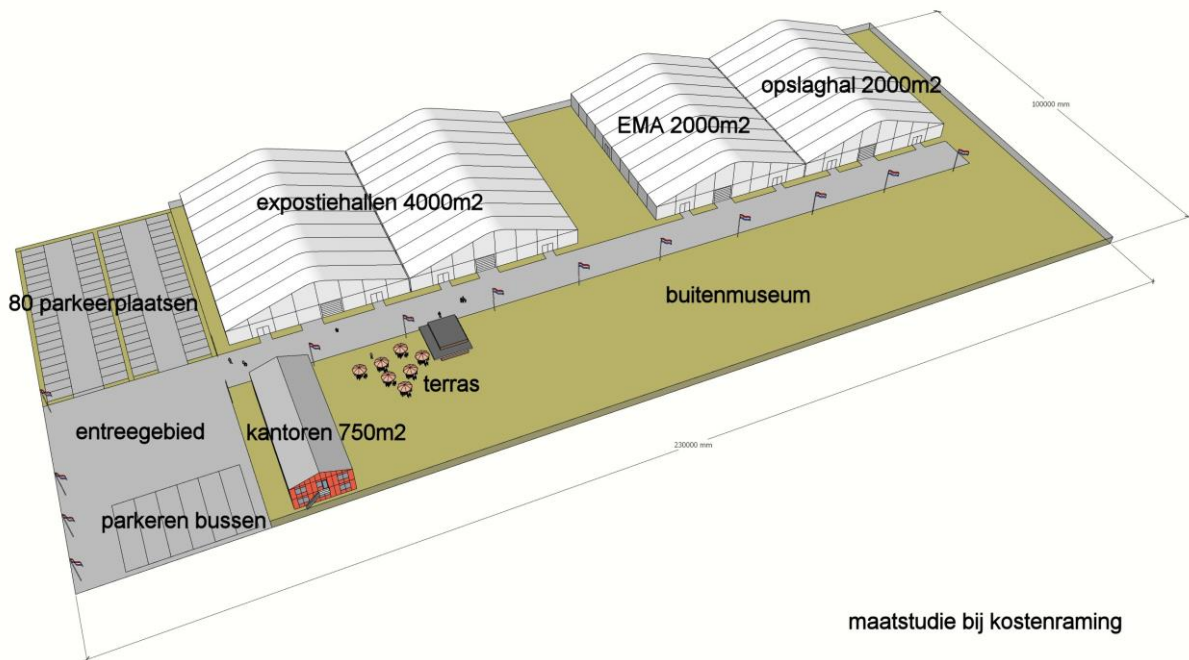 opslaghal 2000m2
100000 mm
EMA 2000m2
expostiehallen 4000m2
80 parkeerplaatsen
buitenmuseum
terras
entreegebied
kantoren 750m2
230000 mm
parkeren bussen
maatstudie bij kostenraming